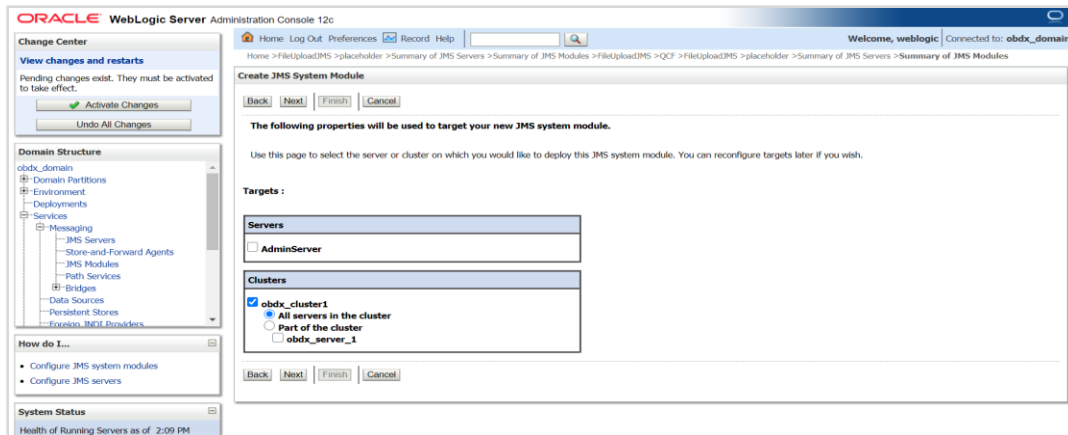 ORACLE WebLogic Server Administration Console 12c
Change Center
View changes and restarts
Pending changes exist. They must be activated
to take effect.
Activate Changes
Undo All Changes
Domain Structure
obdx_domain
Domain Partitions
Environment
Deployments
Services
Messaging
JMS Servers
Store-and-Forward Agents
JMS Modules
Path Services
Bridges
Data Sources
Persistent Stores
Foreign JNDI Providers
How do I...
Configure JMS system modules
Configure JMS servers
System Status
Health of Running Servers as of 2:09 PM
Home Log Out Preferences Record Help
Welcome, weblogic Connected to: obdx_domain
Home >FileUploadJMS >placeholder >Summary of JMS Servers >Summary of JMS Modules >FileUploadJMS >QCF >FileUploadJMS >placeholder >Summary of JMS Servers >Summary of JMS Modules
Create JMS System Module
Back Next Finish Cancel
The following properties will be used to target your new JMS system module.
Use this page to select the server or cluster on which you would like to deploy this JMS system module. You can reconfigure targets later if you wish.
Targets :
Servers
AdminServer
Clusters
obdx_cluster1
All servers in the cluster
Part of the cluster
obdx_server_1
Back Next Finish Cancel